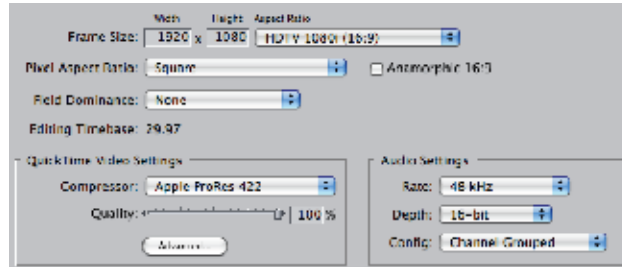 Width Height Aspect Ratio
Frame Size: 1920 x 1080 HDTV 1080i (16:9)
Pixel Aspect Ratio: Square Anamorphic 16:9
Field Dominance: None
Editing Timebase: 29.97
QuickTime Video Settings Audio Settings
Compressor: Apple ProRes 422 Rate: 48 kHz
Quality: 100 % Depth: 16-bit
Advanced... Config: Channel Grouped